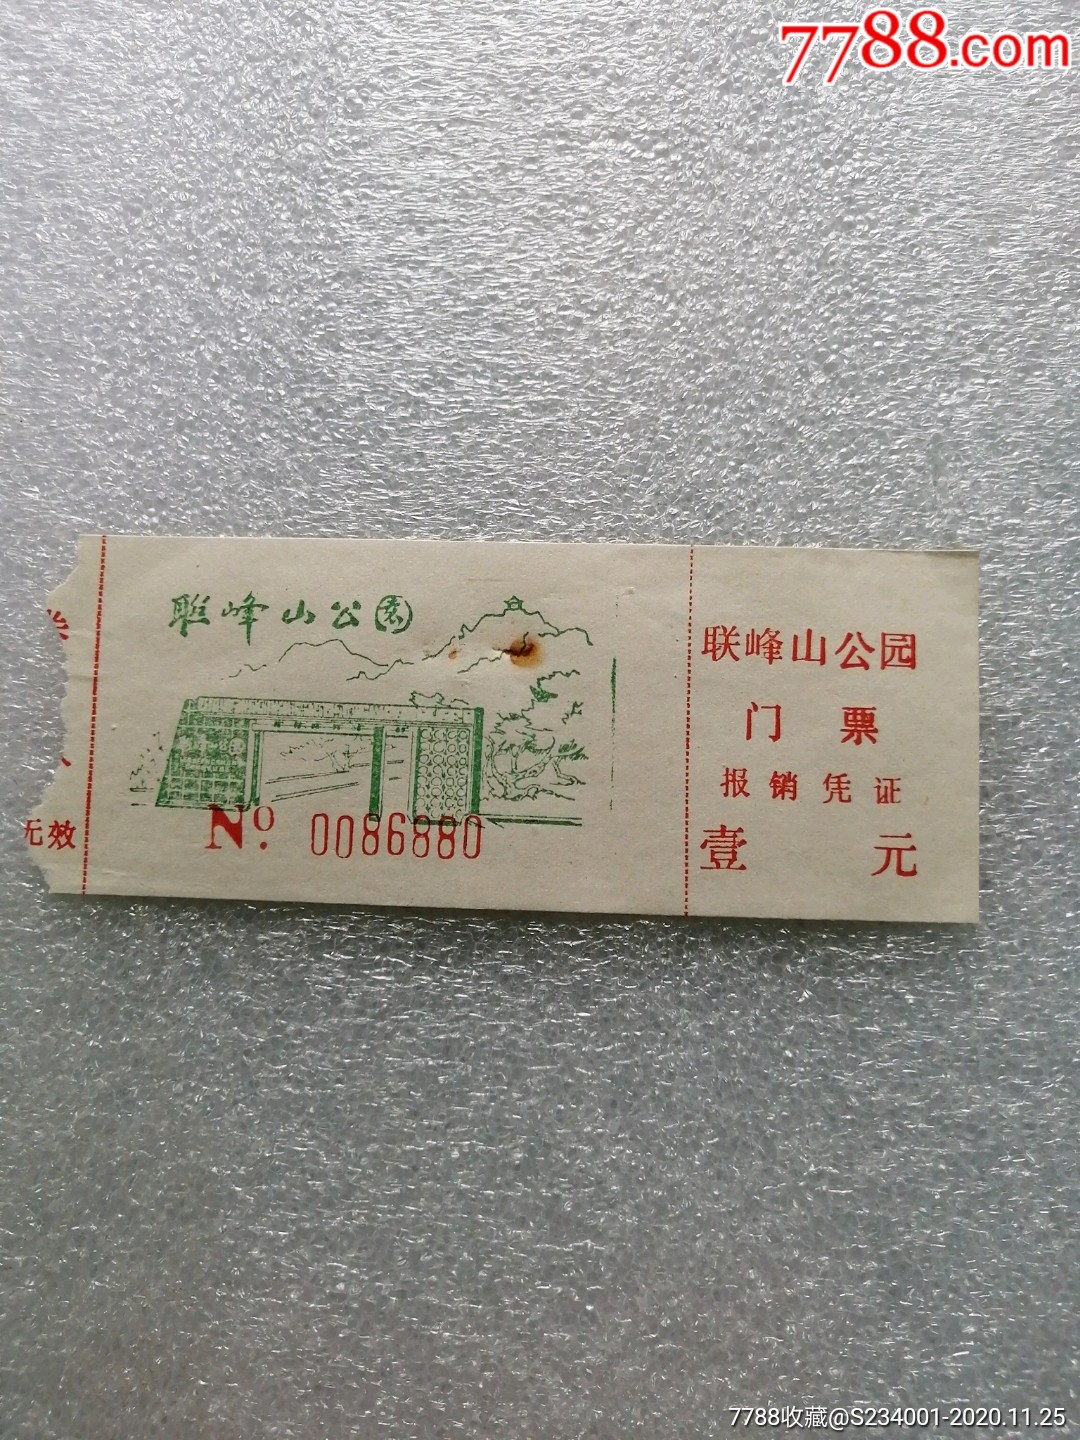 7788.com
联峰山公园
№ 0086880
无效
联峰山公园
门票
报销凭证
壹元
7788收藏@S234001-2020.11.25